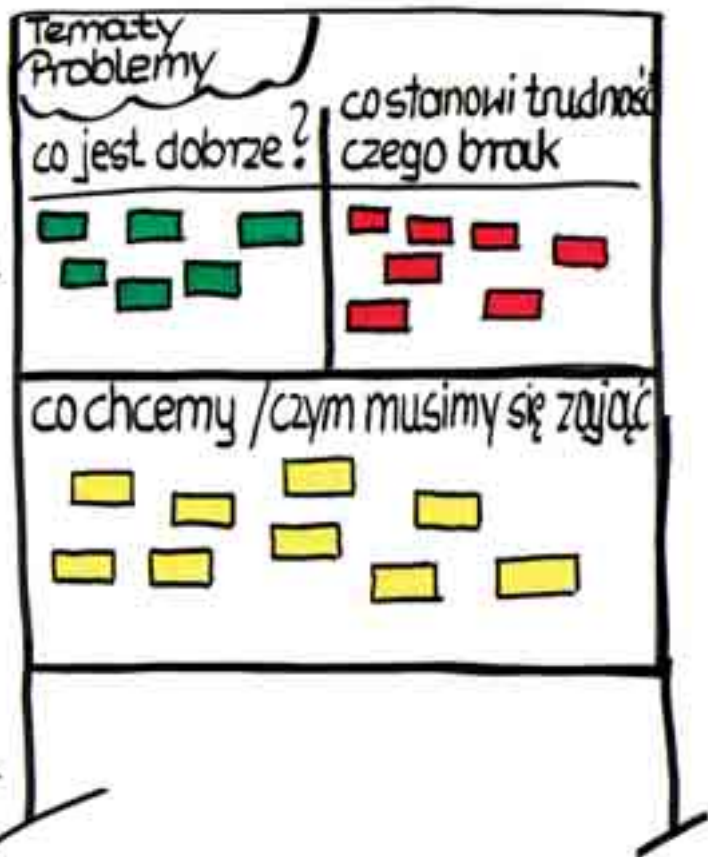 Tematy
Problemy
co jest dobrze?
co stanowi trudność
czego brak
co chcemy / czym musimy się zająć